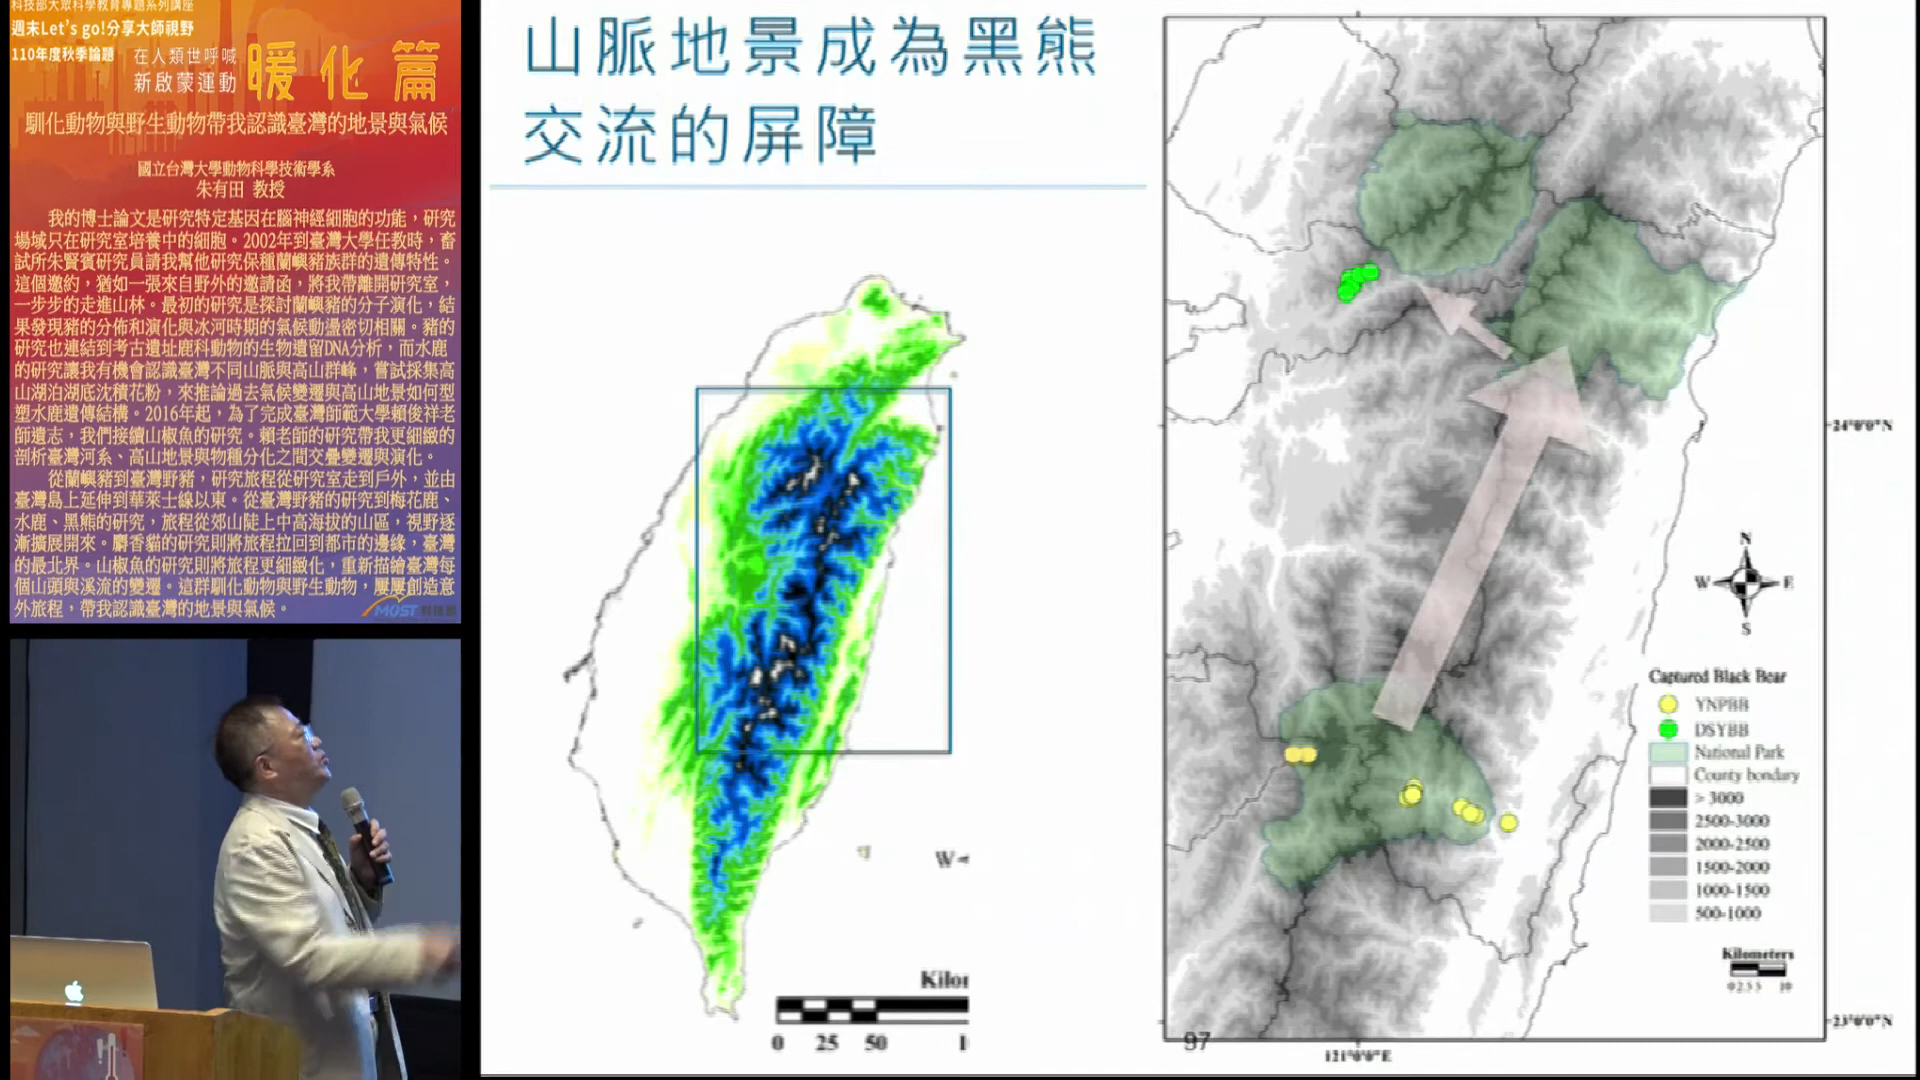 科技部大眾科學教育專題系列講座
週末Let's go!分享大師視野
110年度秋季論題
在人類世呼喊
新啟蒙運動
暖化篇
馴化動物與野生動物帶我認識臺灣的地景與氣候
國立台灣大學動物科學技術學系
朱有田 教授
我的博士論文是研究特定基因在腦神經細胞的功能，研究
場域只在研究室培養中的細胞。2002年到臺灣大學任教時，畜
試所朱賢賓研究員請我幫他研究保種蘭嶼豬族群的遺傳特性。
這個邀約，猶如一張來自野外的邀請函，將我帶離開研究室，
一步步的走進山林。最初的研究是探討蘭嶼豬的分子演化，結
果發現豬的分佈和演化與冰河時期的氣候動盪密切相關。豬的
研究也連結到考古遺址鹿科動物的生物遺留DNA分析，而水鹿
的研究讓我有機會認識臺灣不同山脈與高山群峰，嘗試採集高
山湖泊湖底沈積花粉，來推論過去氣候變遷與高山地景如何型
塑水鹿遺傳結構。2016年起，為了完成臺灣師範大學賴俊祥老
師遺志，我們接續山椒魚的研究。賴老師的研究帶我更細緻的
剖析臺灣河系、高山地景與物種分化之間交疊變遷與演化。
從蘭嶼豬到臺灣野豬，研究旅程從研究室走到戶外，並由
臺灣島上延伸到華萊士線以東。從臺灣野豬的研究到梅花鹿、
水鹿、黑熊的研究，旅程從郊山陡上中高海拔的山區，視野逐
漸擴展開來。麝香貓的研究則將旅程拉回到都市的邊緣，臺灣
的最北界。山椒魚的研究則將旅程更細緻化，重新描繪臺灣每
個山頭與溪流的變遷。這群馴化動物與野生動物，屢屢創造意
外旅程，帶我認識臺灣的地景與氣候。
MOST 科技部
山脈地景成為黑熊
交流的屏障
W
Kilo
0 25 50 1
24°0'0"N
N
W E
S
Captured Black Bear
YNPBB
DSYBB
National Park
County bondary
> 3000
2500-3000
2000-2500
1500-2000
1000-1500
500-1000
Kilometers
0 2.5 5 10
23°0'0"N
97
121°0'0"E